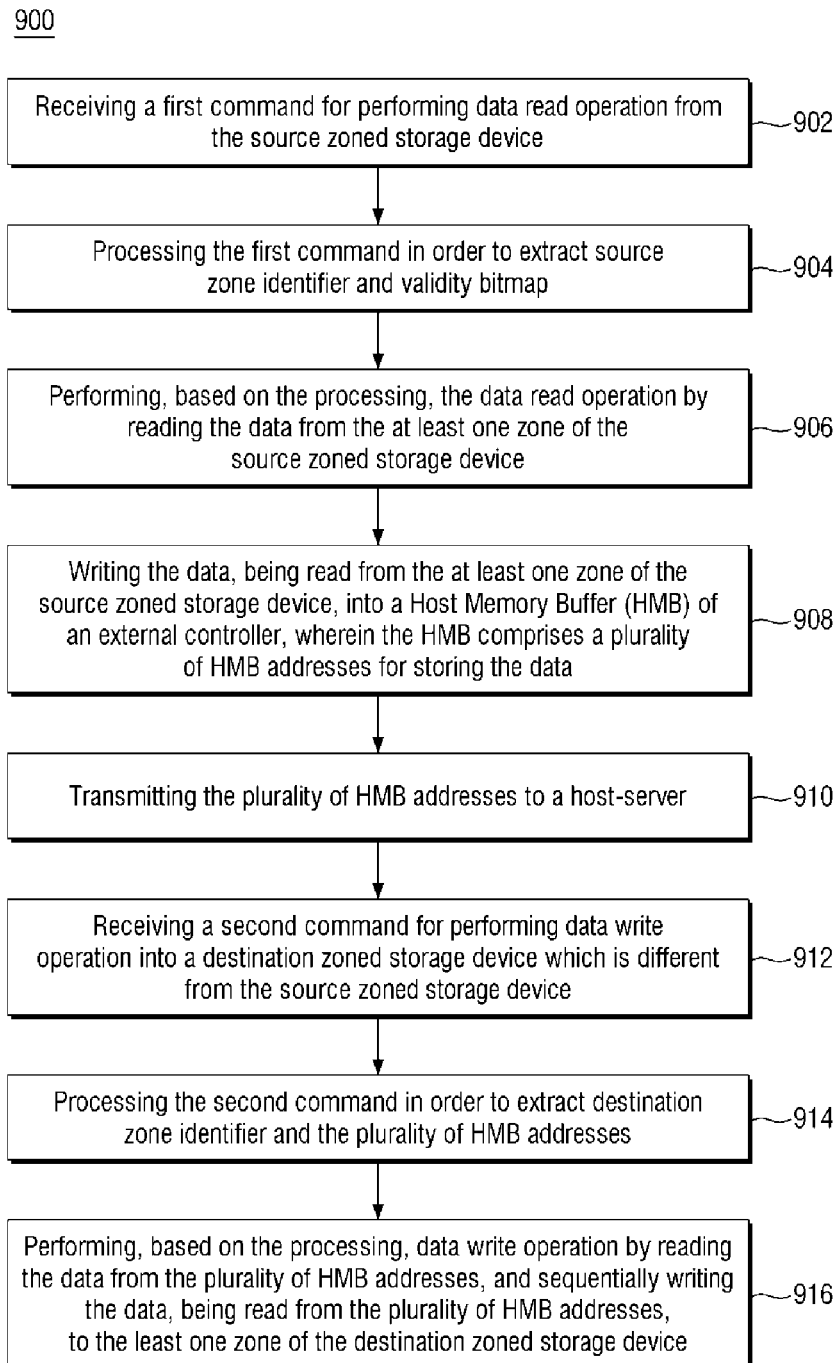 900
Receiving a first command for performing data read operation from
the source zoned storage device
902
Processing the first command in order to extract source
zone identifier and validity bitmap
904
Performing, based on the processing, the data read operation by
reading the data from the at least one zone of the
source zoned storage device
906
Writing the data, being read from the at least one zone of the
source zoned storage device, into a Host Memory Buffer (HMB) of
an external controller, wherein the HMB comprises a plurality
of HMB addresses for storing the data
908
Transmitting the plurality of HMB addresses to a host-server
910
Receiving a second command for performing data write
operation into a destination zoned storage device which is different
from the source zoned storage device
912
Processing the second command in order to extract destination
zone identifier and the plurality of HMB addresses
914
Performing, based on the processing, data write operation by reading
the data from the plurality of HMB addresses, and sequentially writing
the data, being read from the plurality of HMB addresses,
to the least one zone of the destination zoned storage device
916